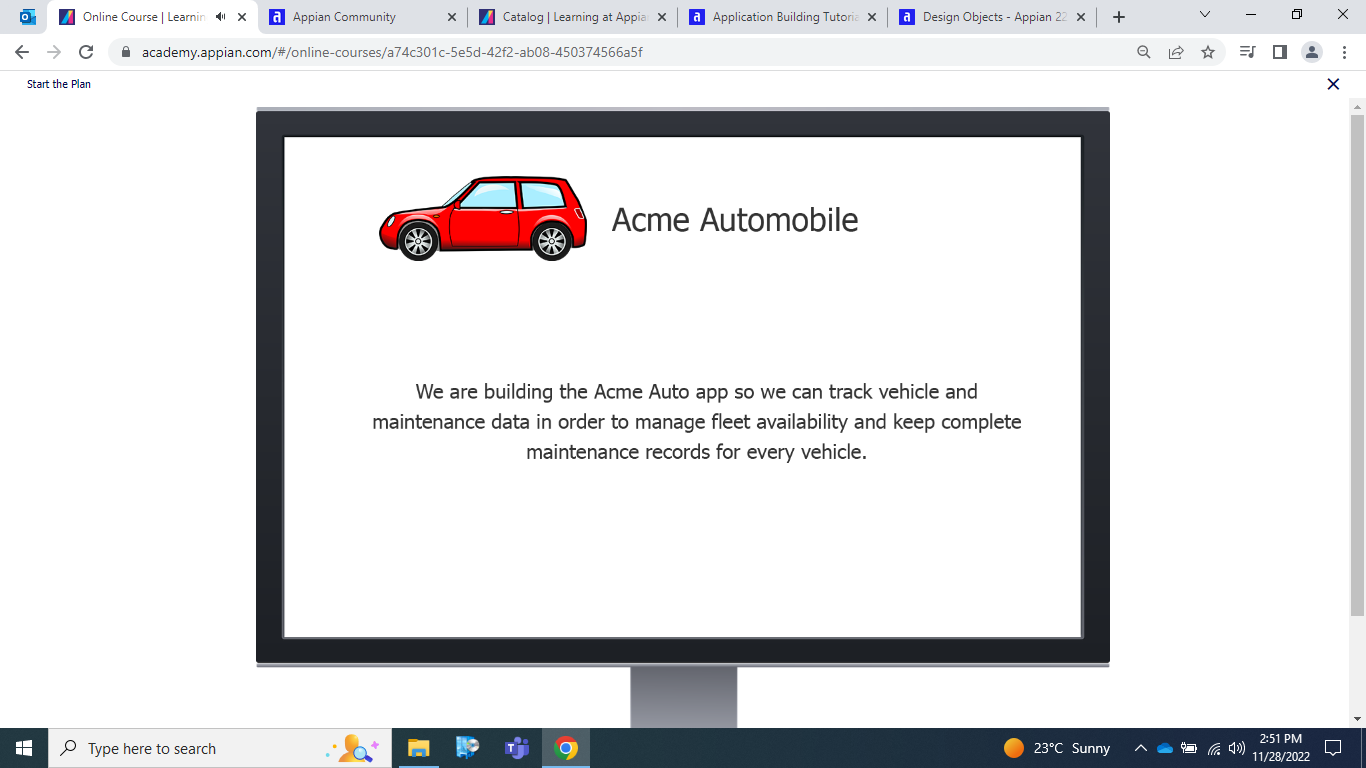 Online Course | Learnin
Appian Community
Catalog | Learning at Appia
Application Building Tutoria
Design Objects - Appian 22
academy.appian.com/#/online-courses/a74c301c-5e5d-42f2-ab08-450374566a5f
Start the Plan
Acme Automobile
We are building the Acme Auto app so we can track vehicle and
maintenance data in order to manage fleet availability and keep complete
maintenance records for every vehicle.
Type here to search
23°C Sunny
2:51 PM
11/28/2022